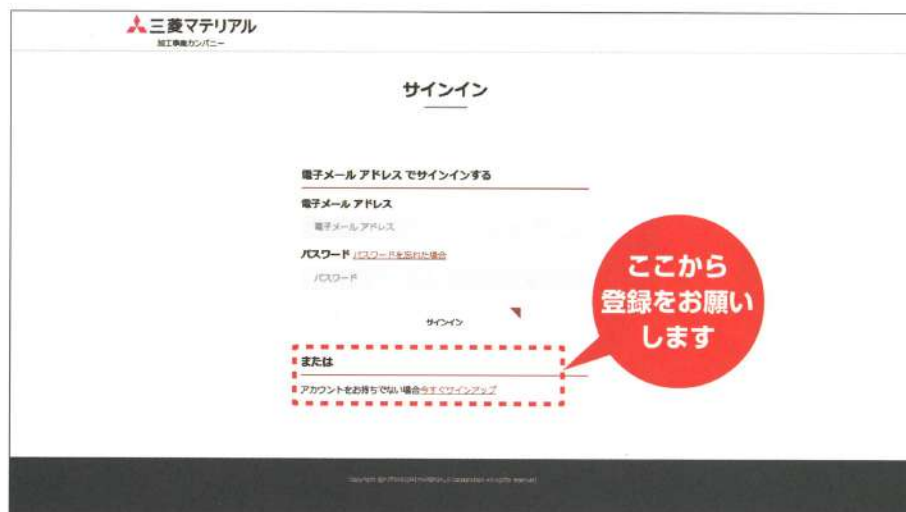 三菱マテリアル
加工事業カンパニー
サインイン
電子メール アドレス でサインインする
電子メール アドレス
電子メール アドレス
パスワード パスワードを忘れた場合
パスワード
サインイン
または
アカウントをお持ちでない場合今すぐサインアップ
ここから
登録をお願い
します